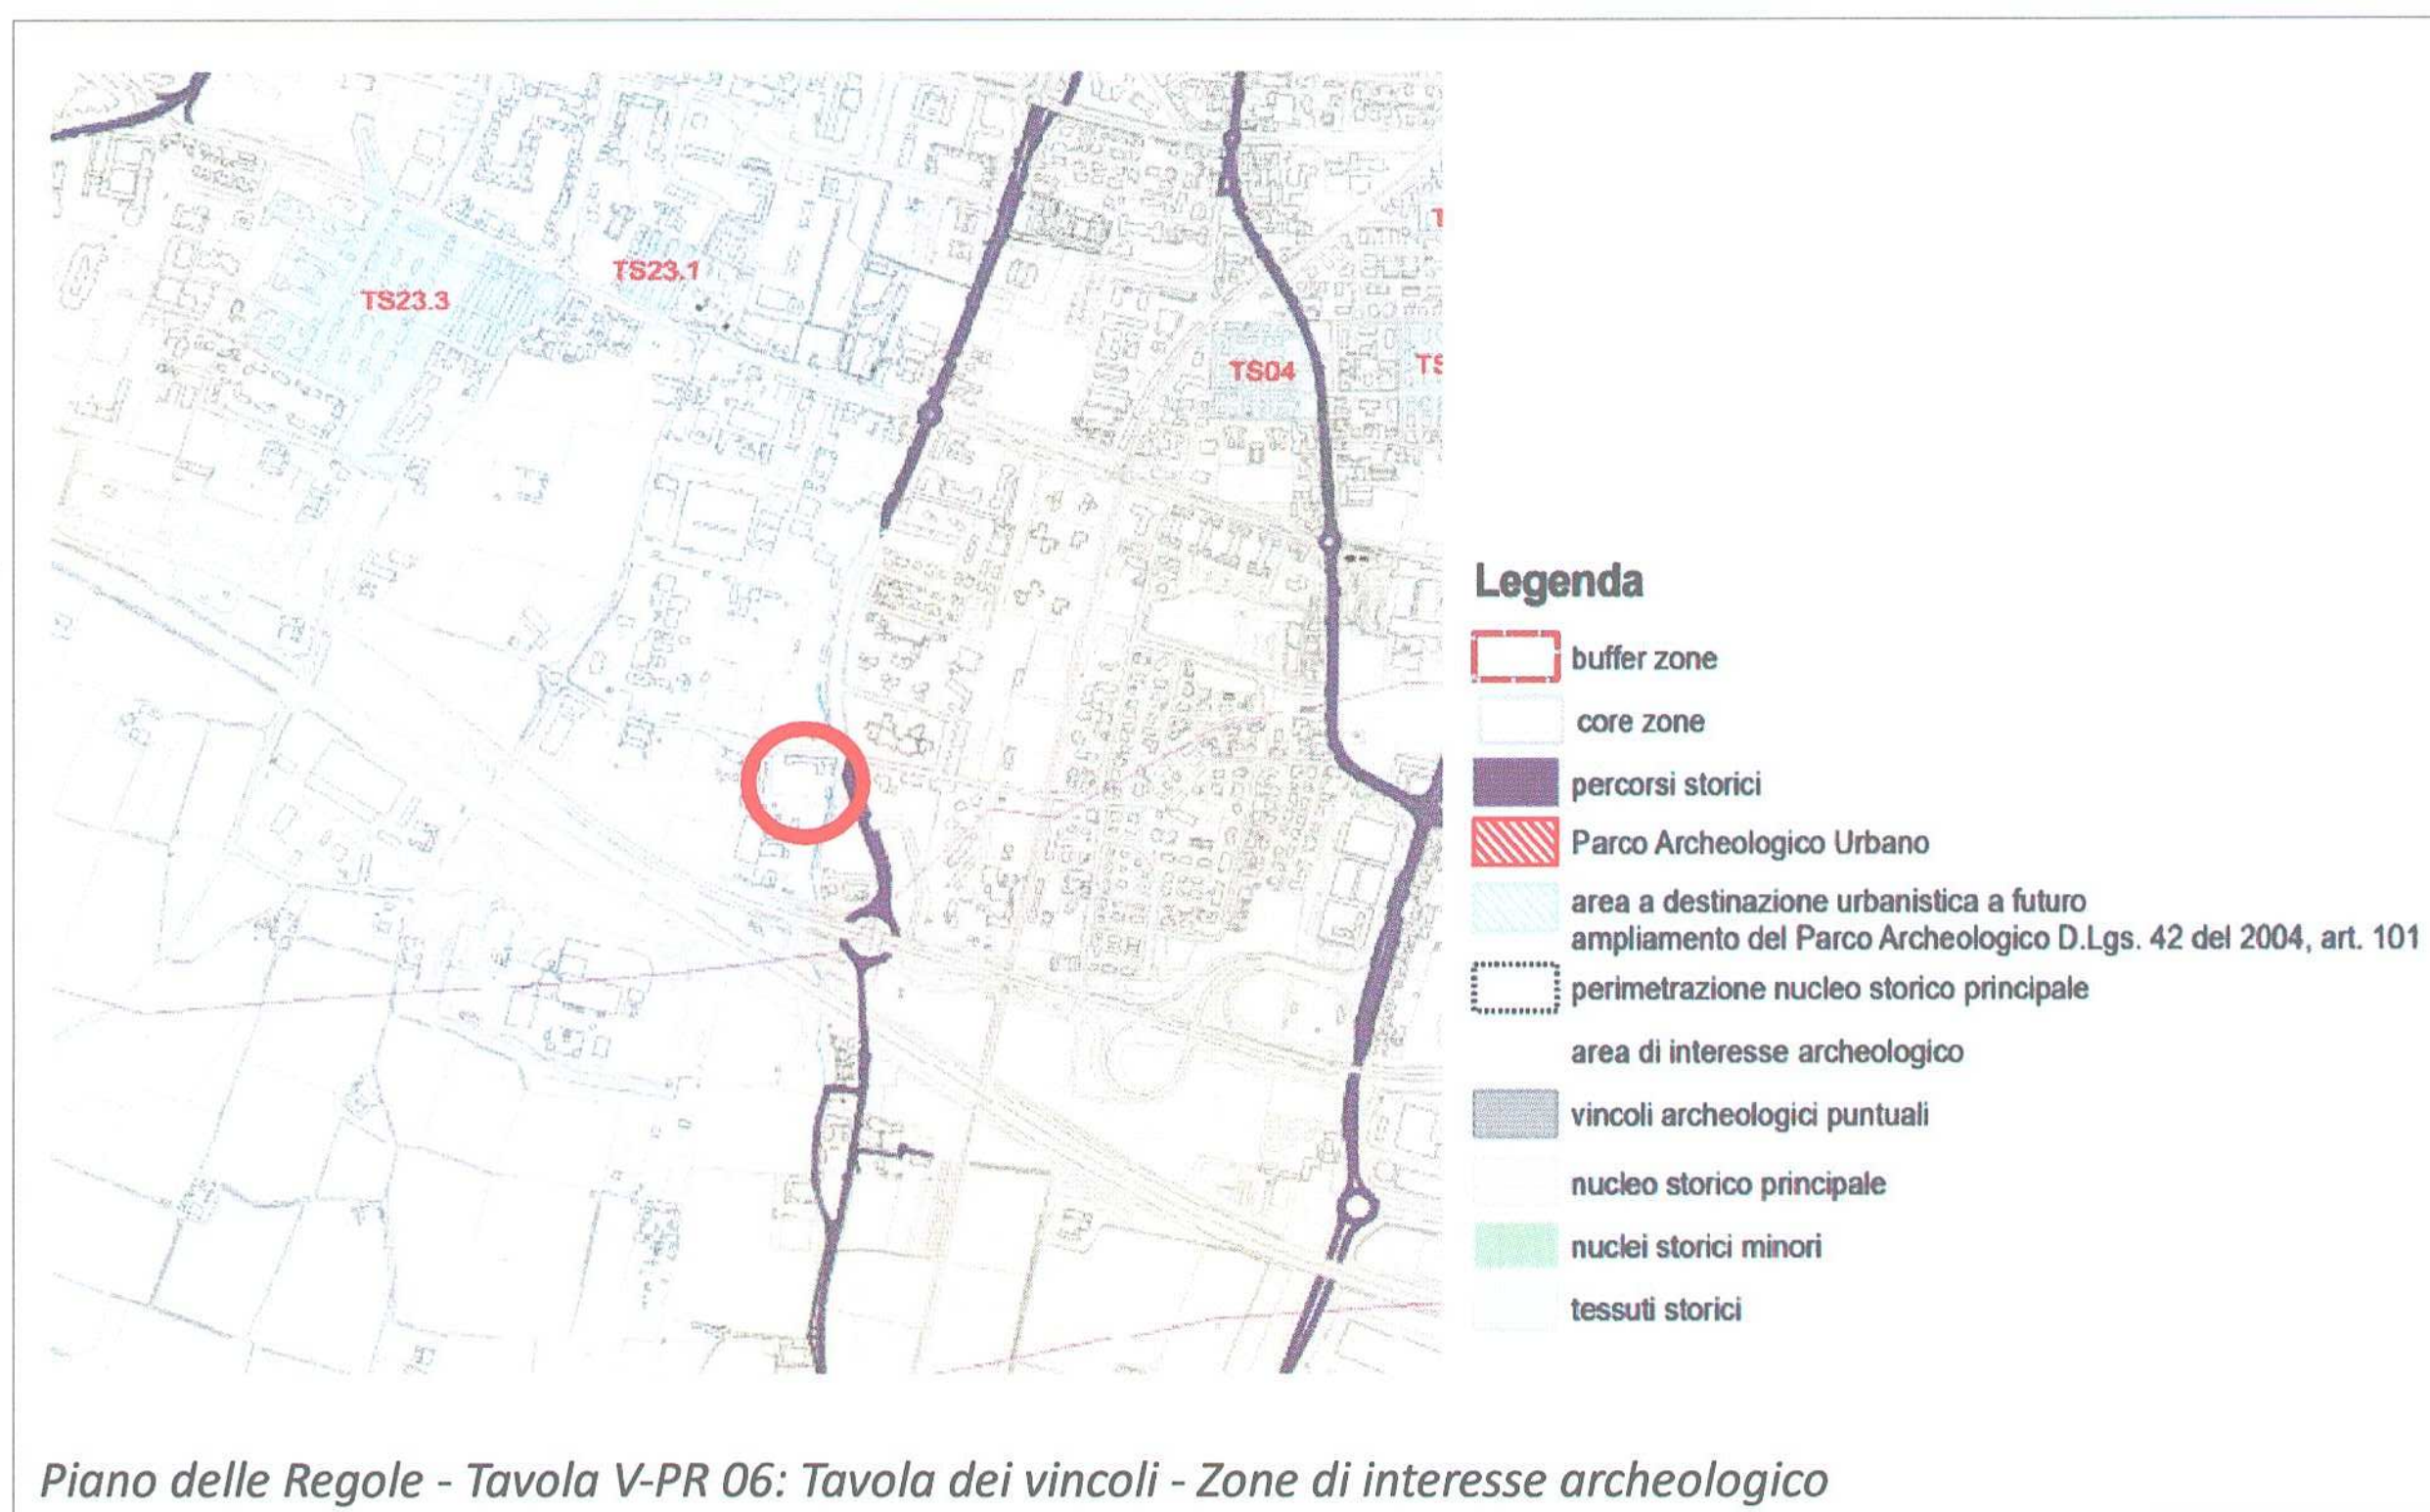 TS23.1
TS23.3
TS04
Legenda
buffer zone
core zone
percorsi storici
Parco Archeologico Urbano
area a destinazione urbanistica a futuro
ampliamento del Parco Archeologico D.Lgs. 42 del 2004, art. 101
perimetrazione nucleo storico principale
area di interesse archeologico
vincoli archeologici puntuali
nucleo storico principale
nuclei storici minori
tessuti storici
Piano delle Regole - Tavola V-PR 06: Tavola dei vincoli - Zone di interesse archeologico